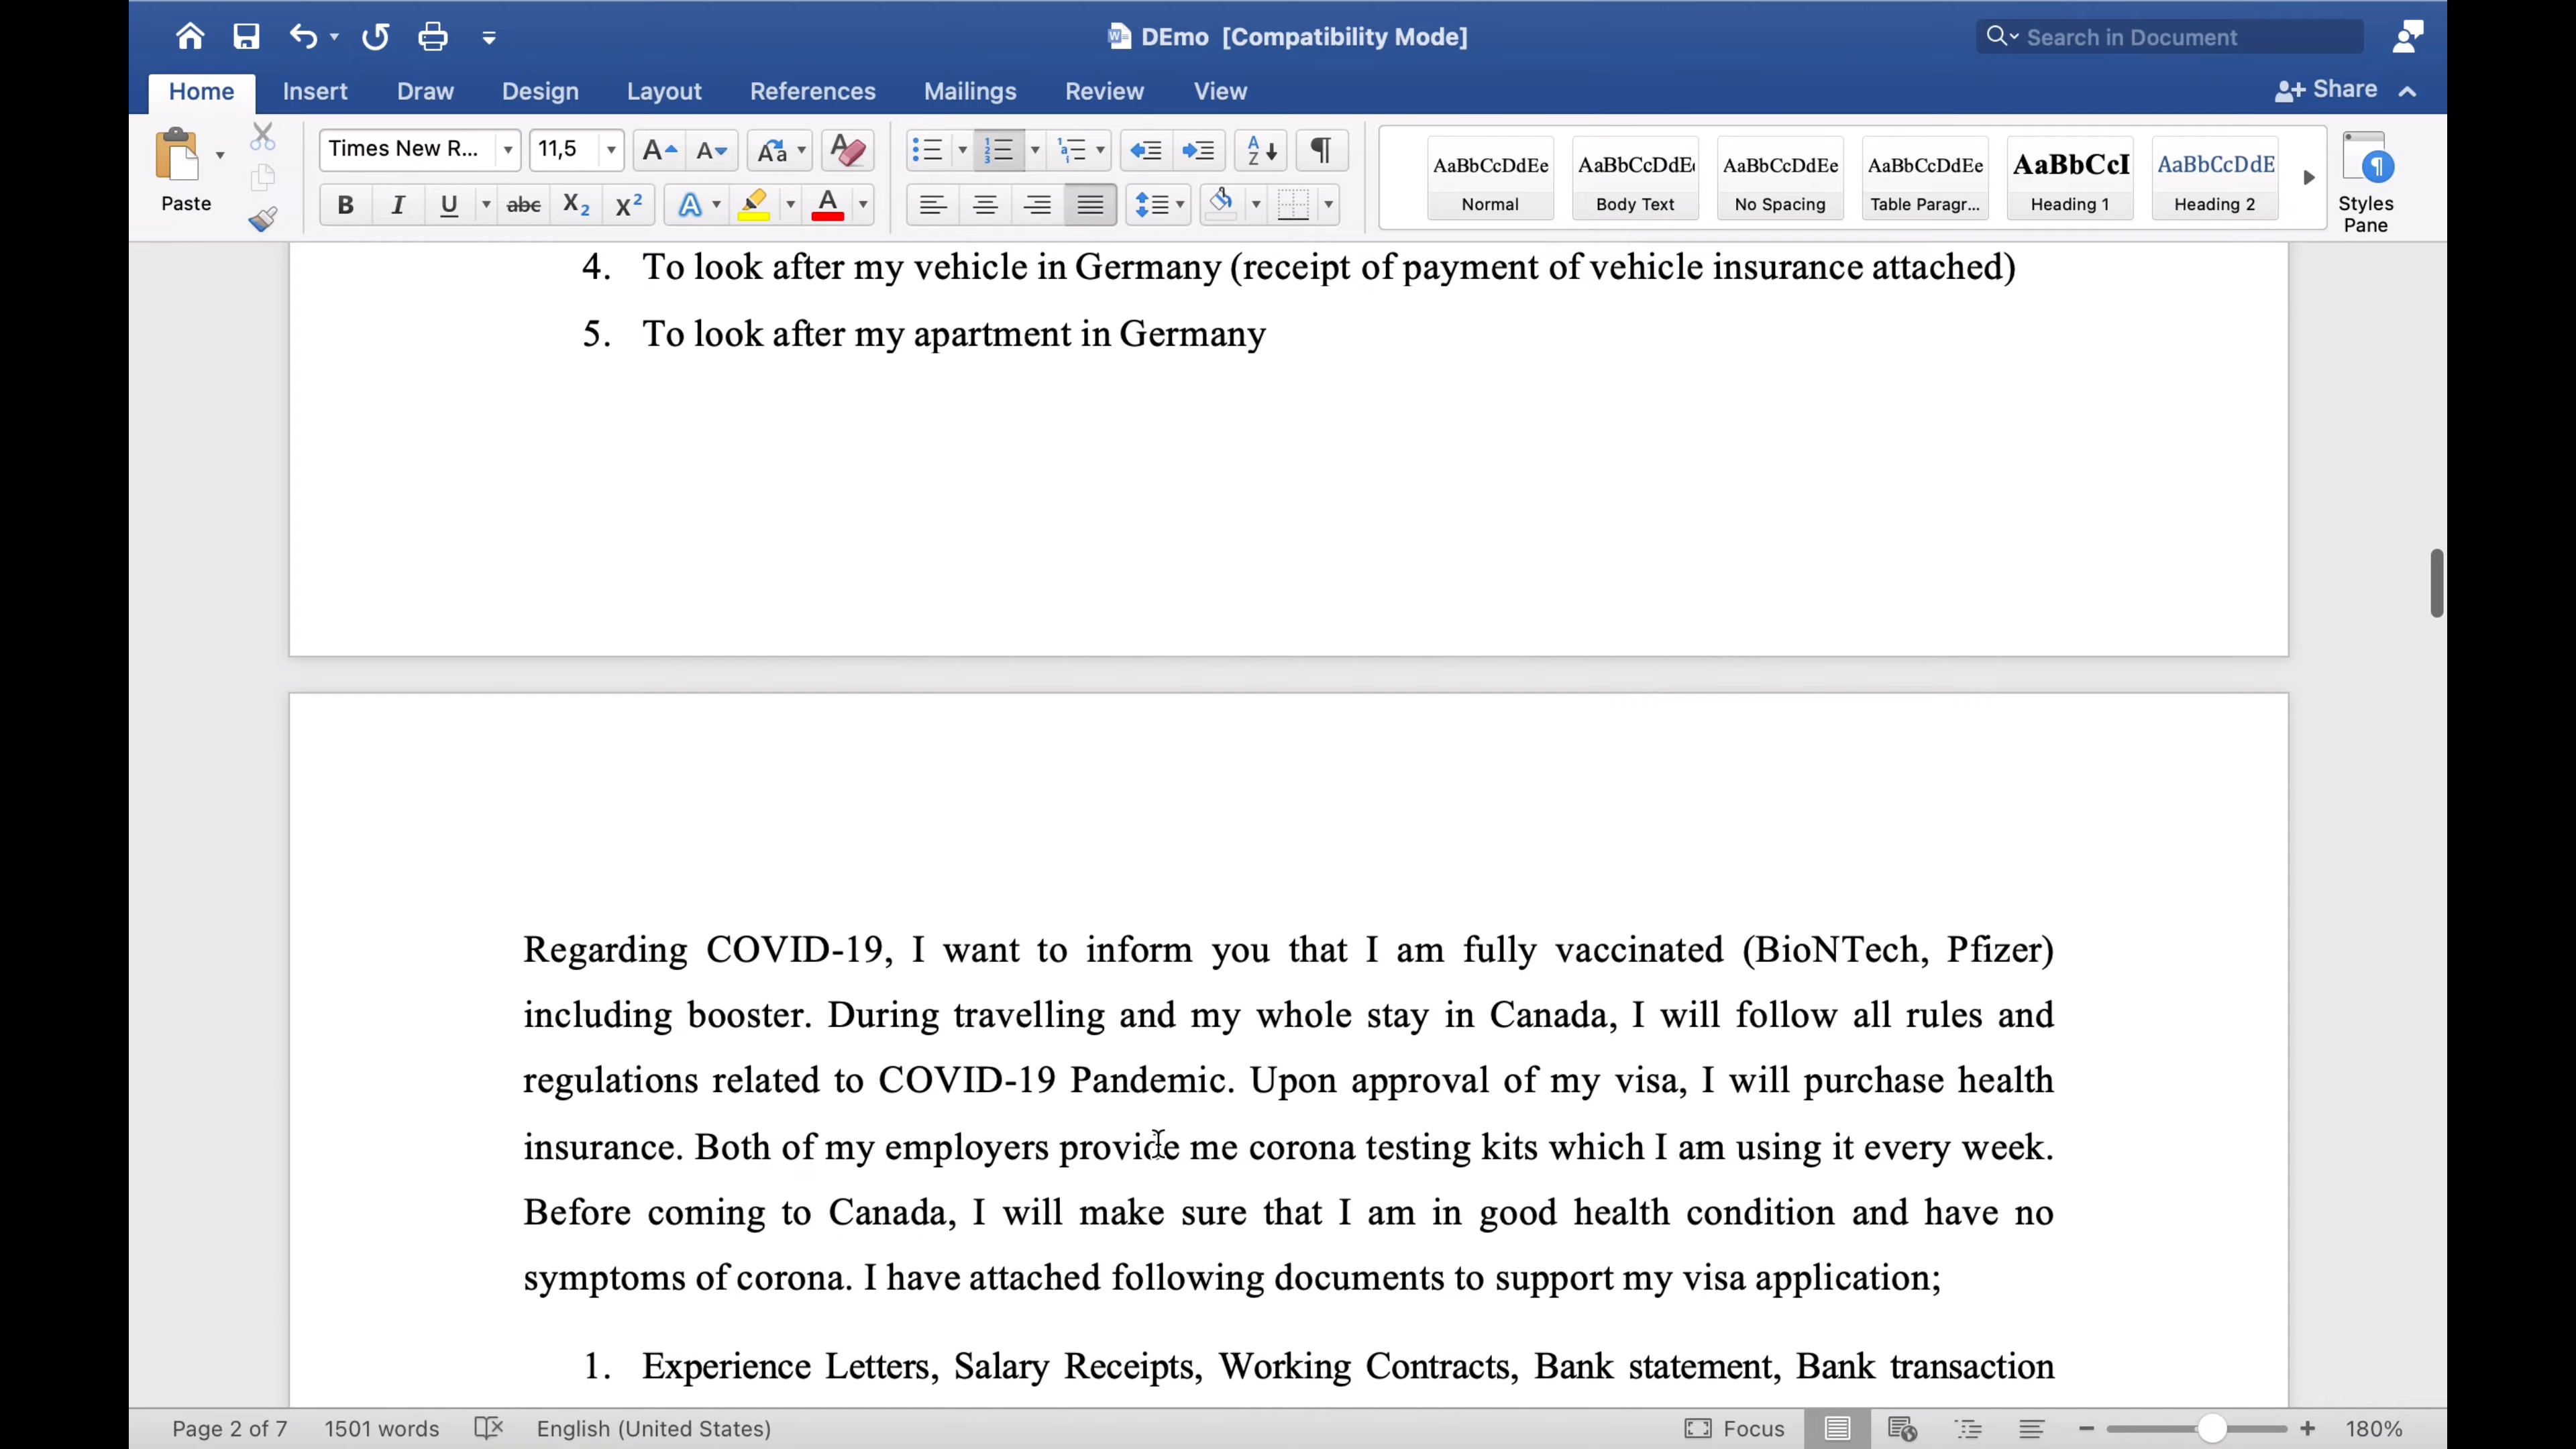 DEmo [Compatibility Mode]
Search in Document
Home Insert Draw Design Layout References Mailings Review View
Share
Paste
Times New R...
11,5
AaBbCcDdEe AaBbCcDdE AaBbCcDdEe AaBbCcDdEe AaBbCcI AaBbCcDdE
Normal Body Text No Spacing Table Paragr... Heading 1 Heading 2
Styles
Pane
4. To look after my vehicle in Germany (receipt of payment of vehicle insurance attached)
5. To look after my apartment in Germany
Regarding COVID-19, I want to inform you that I am fully vaccinated (BioNTech, Pfizer)
including booster. During travelling and my whole stay in Canada, I will follow all rules and
regulations related to COVID-19 Pandemic. Upon approval of my visa, I will purchase health
insurance. Both of my employers provide me corona testing kits which I am using it every week.
Before coming to Canada, I will make sure that I am in good health condition and have no
symptoms of corona. I have attached following documents to support my visa application;
1. Experience Letters, Salary Receipts, Working Contracts, Bank statement, Bank transaction
Page 2 of 7 1501 words English (United States) Focus 180%